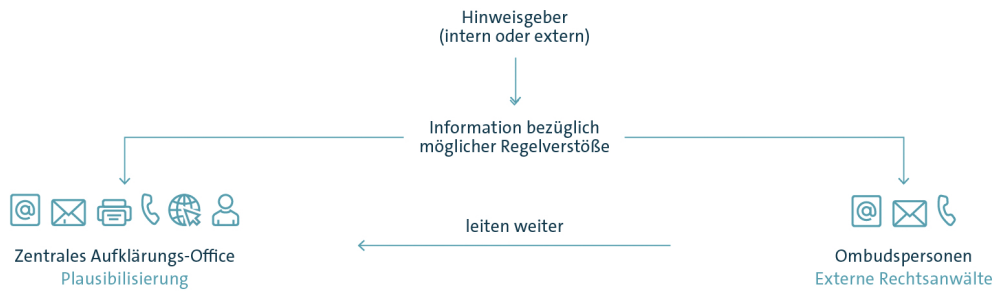 Hinweisgeber
(intern oder extern)
Information bezüglich
möglicher Regelverstöße
leiten weiter
Zentrales Aufklärungs-Office
Plausibilisierung
Ombudspersonen
Externe Rechtsanwälte